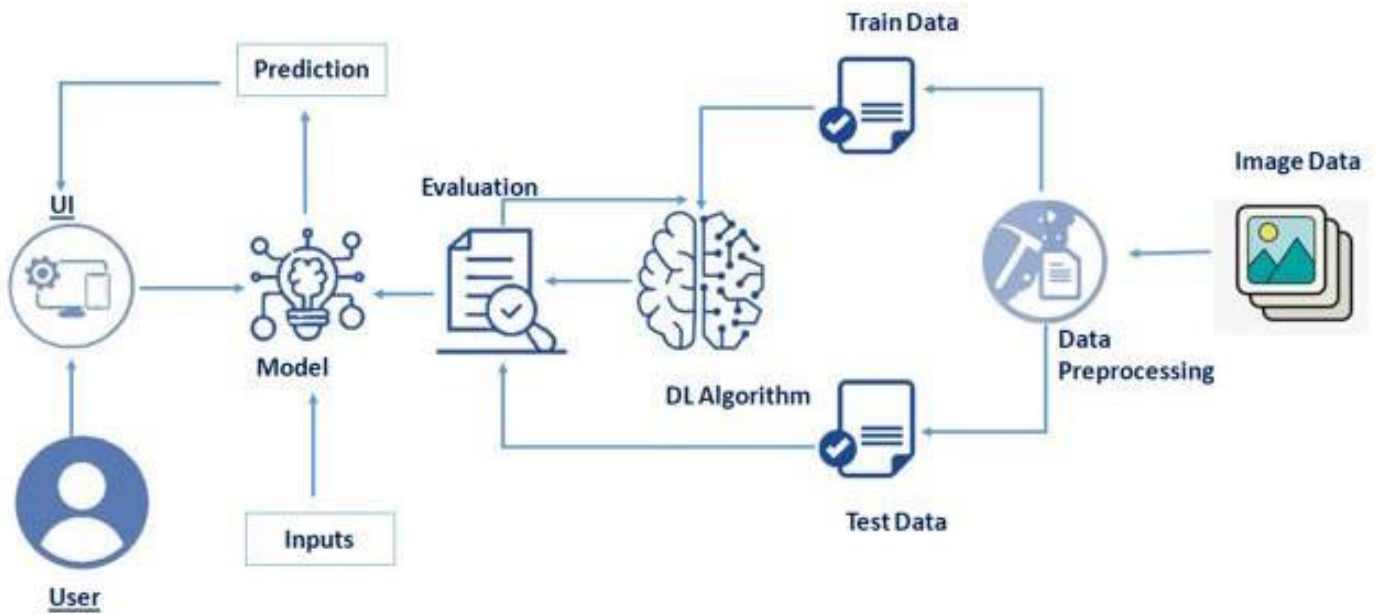 Train Data
Prediction
Image Data
Evaluation
UI
Data
Preprocessing
Model
DL Algorithm
Test Data
Inputs
User